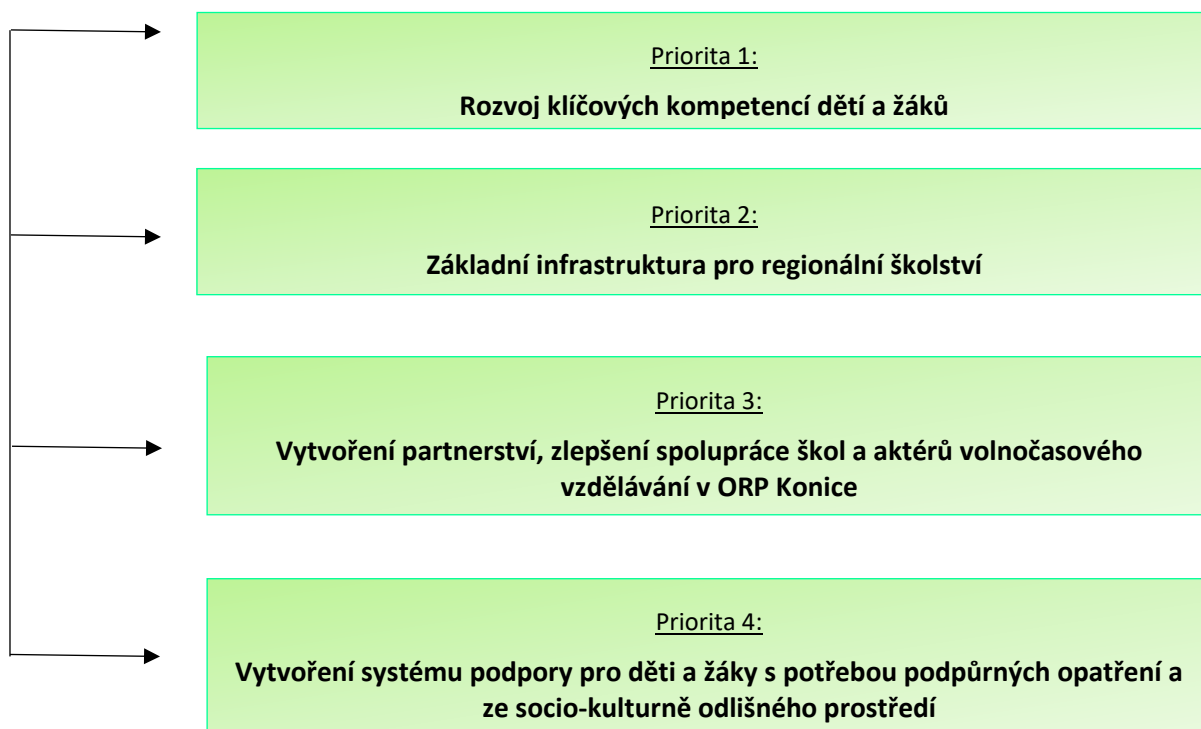 Priorita 1:
Rozvoj klíčových kompetencí dětí a žáků
Priorita 2:
Základní infrastruktura pro regionální školství
Priorita 3:
Vytvoření partnerství, zlepšení spolupráce škol a aktérů volnočasového
vzdělávání v ORP Konice
Priorita 4:
Vytvoření systému podpory pro děti a žáky s potřebou podpůrných opatření a
ze socio-kulturně odlišného prostředí